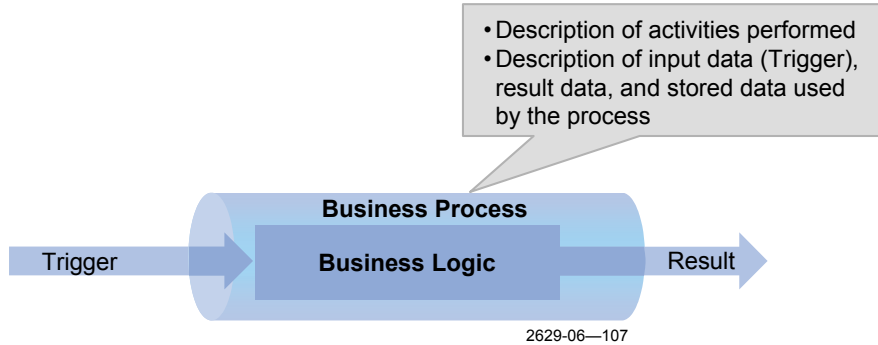 • Description of activities performed
• Description of input data (Trigger),
result data, and stored data used
by the process
Business Process
Trigger
Business Logic
Result
2629-06—107